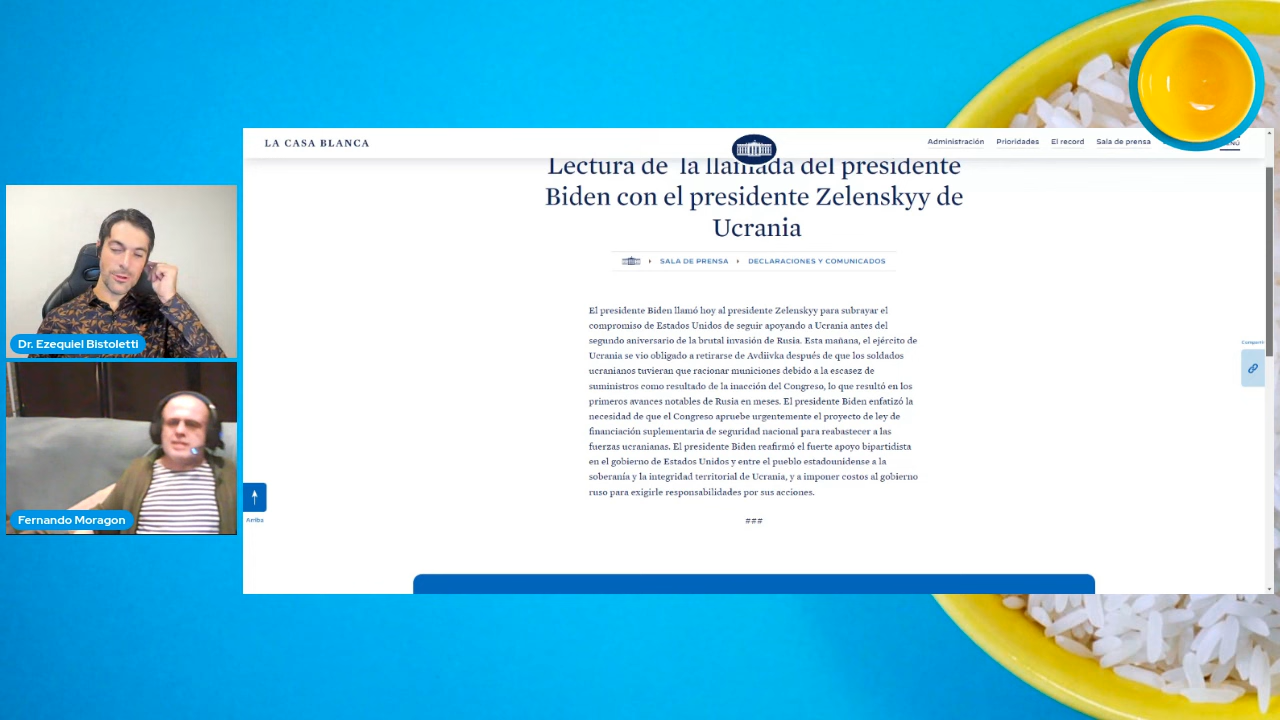 LA CASA BLANCA
Administración Prioridades El record Sala de prensa
Lectura de la llamada del presidente
Biden con el presidente Zelenskyy de
Ucrania
SALA DE PRENSA › DECLARACIONES Y COMUNICADOS
El presidente Biden llamó hoy al presidente Zelenskyy para subrayar el
compromiso de Estados Unidos de seguir apoyando a Ucrania antes del
segundo aniversario de la brutal invasión de Rusia. Esta mañana, el ejército de
Ucrania se vio obligado a retirarse de Avdiivka después de que los soldados
ucranianos tuvieran que racionar municiones debido a la escasez de
suministros como resultado de la inacción del Congreso, lo que resultó en los
primeros avances notables de Rusia en meses. El presidente Biden enfatizó la
necesidad de que el Congreso apruebe urgentemente el proyecto de ley de
financiación suplementaria de seguridad nacional para reabastecer a las
fuerzas ucranianas. El presidente Biden reafirmó el fuerte apoyo bipartidista
en el gobierno de Estados Unidos y entre el pueblo estadounidense a la
soberanía y la integridad territorial de Ucrania, y a imponer costos al gobierno
ruso para exigirle responsabilidades por sus acciones.
###
Arriba
Dr. Ezequiel Bistoletti
Fernando Moragon